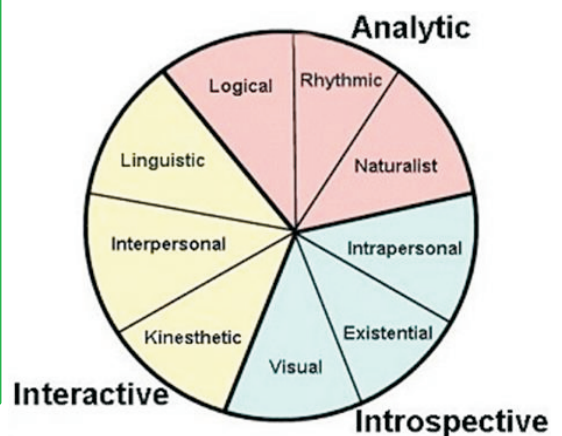 Analytic
Logical
Rhythmic
Linguistic
Naturalist
Interpersonal
Intrapersonal
Kinesthetic
Existential
Visual
Interactive
Introspective